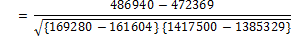 = 486940 − 472369
√{169280 − 161604} {1417500 − 1385329}